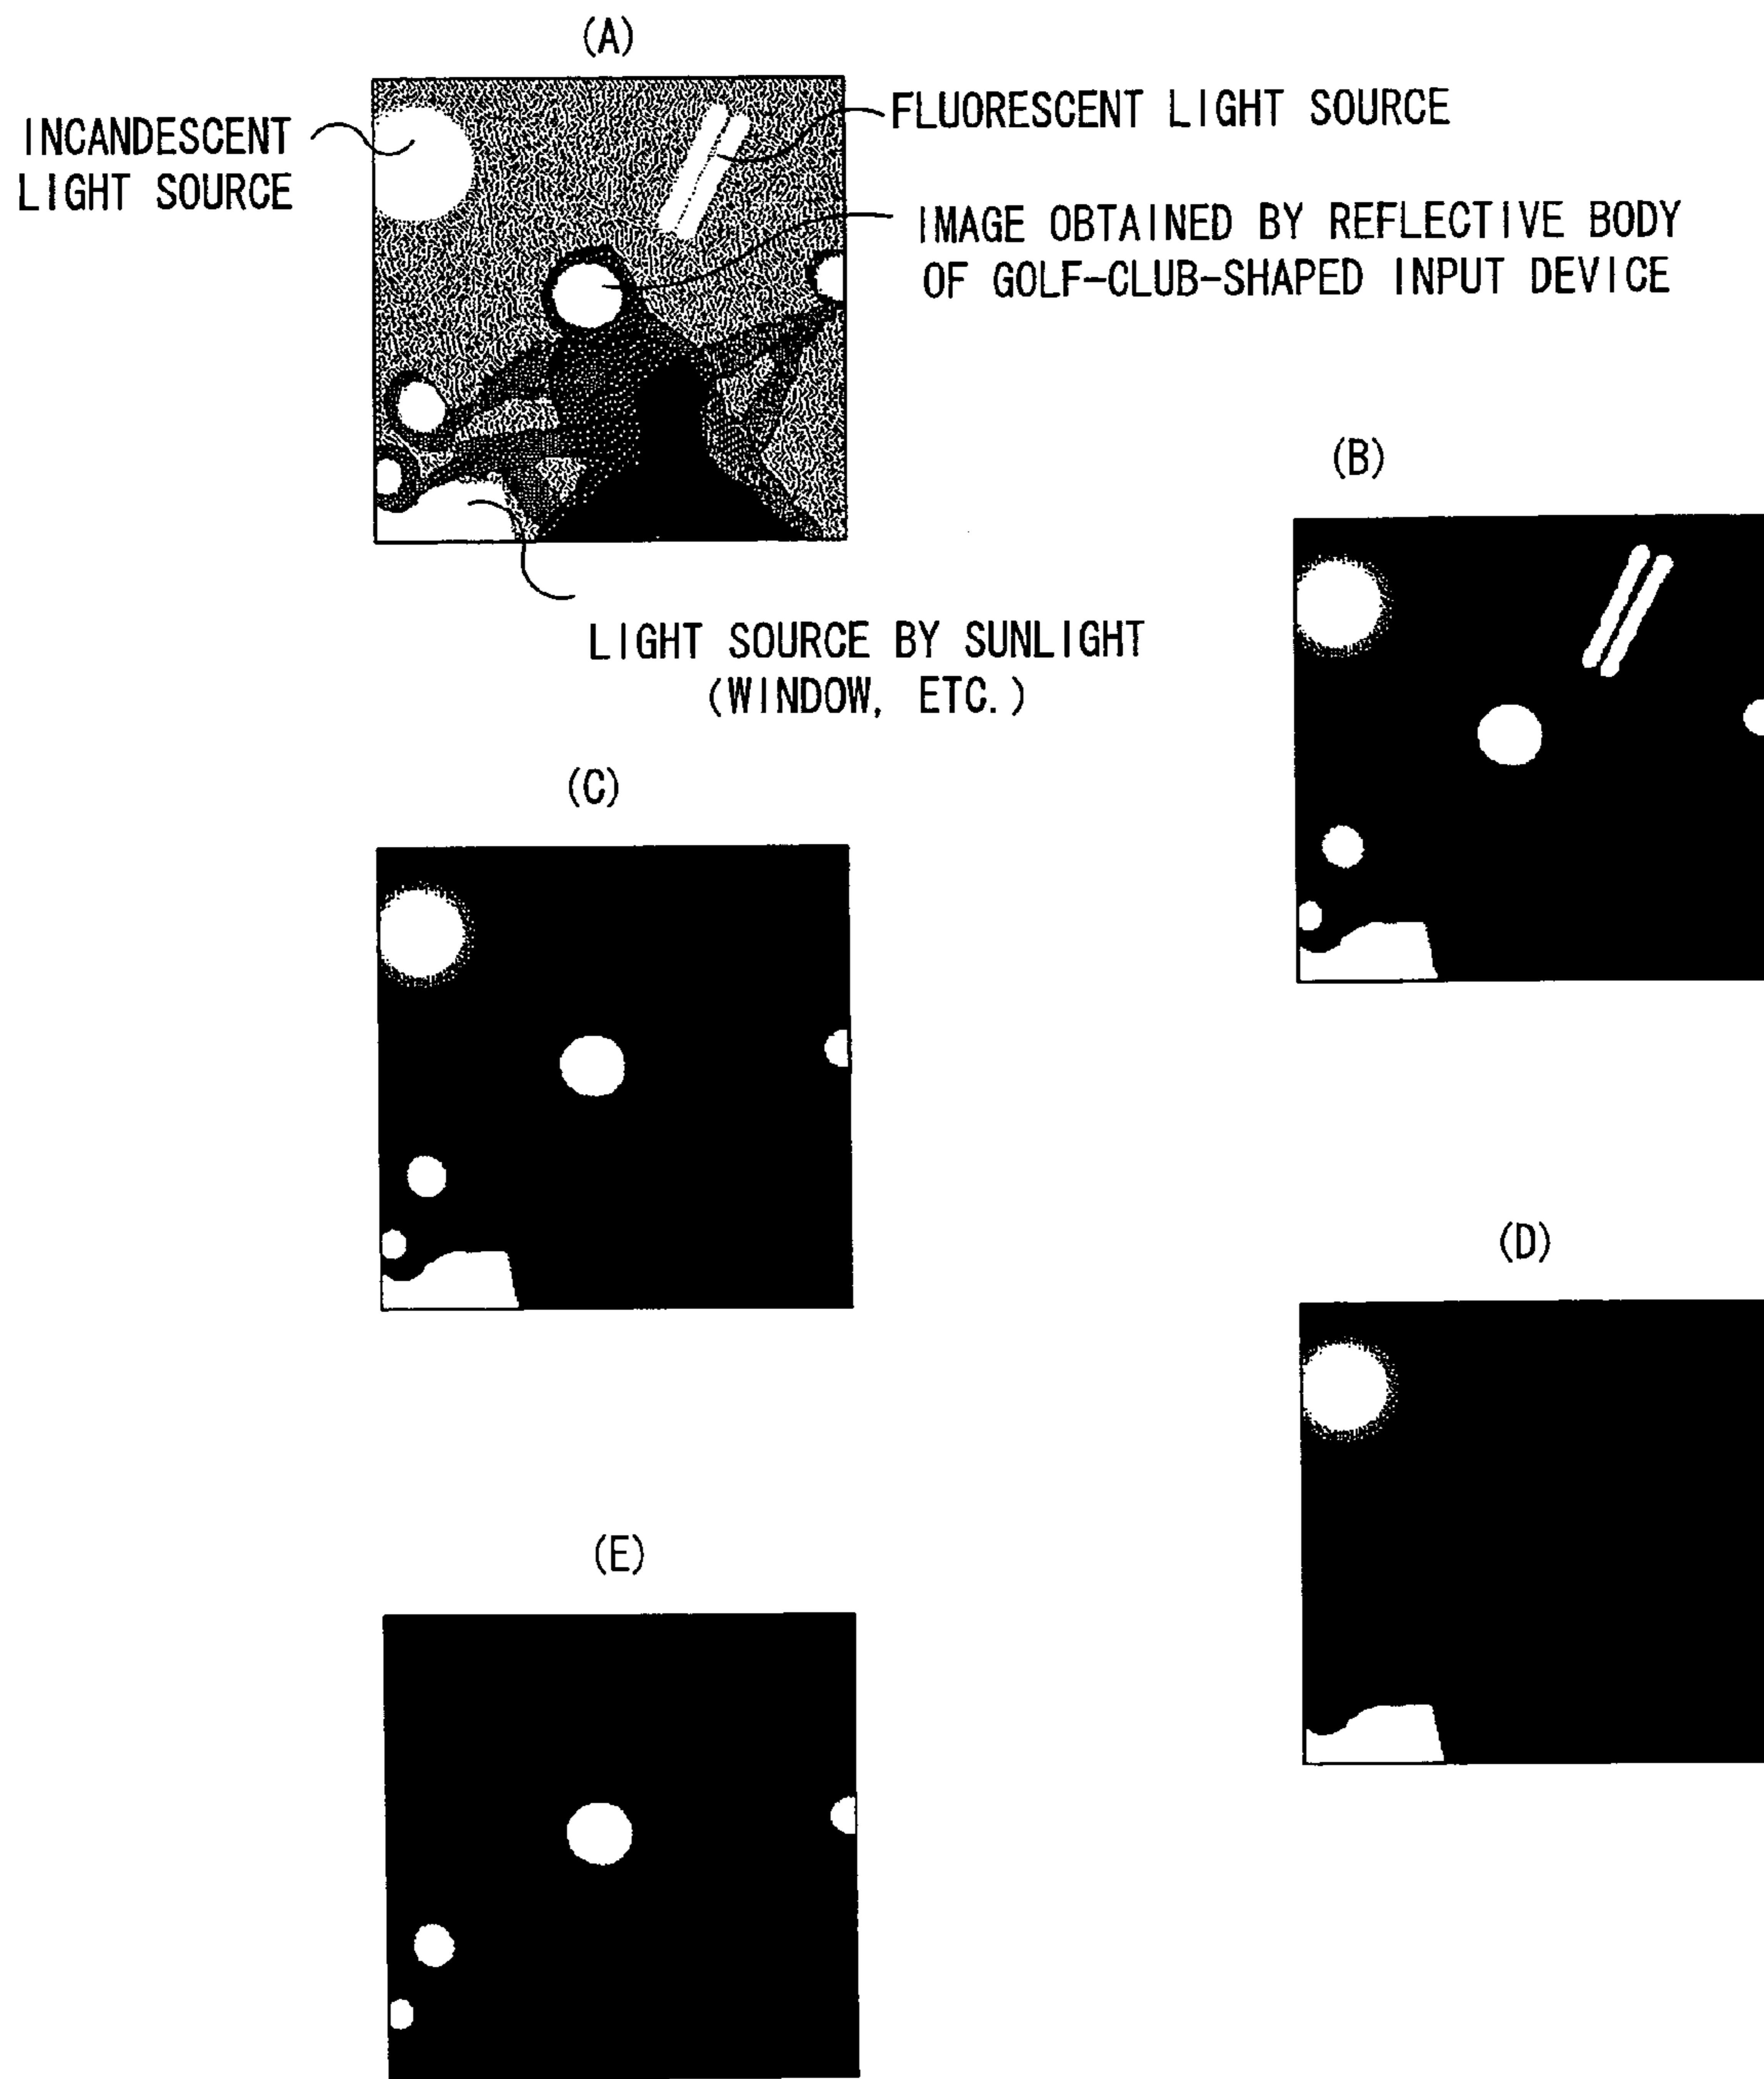 (A)
INCANDESCENT
LIGHT SOURCE
FLUORESCENT LIGHT SOURCE
IMAGE OBTAINED BY REFLECTIVE BODY
OF GOLF-CLUB-SHAPED INPUT DEVICE
LIGHT SOURCE BY SUNLIGHT
(WINDOW, ETC.)
(B)
(C)
(D)
(E)